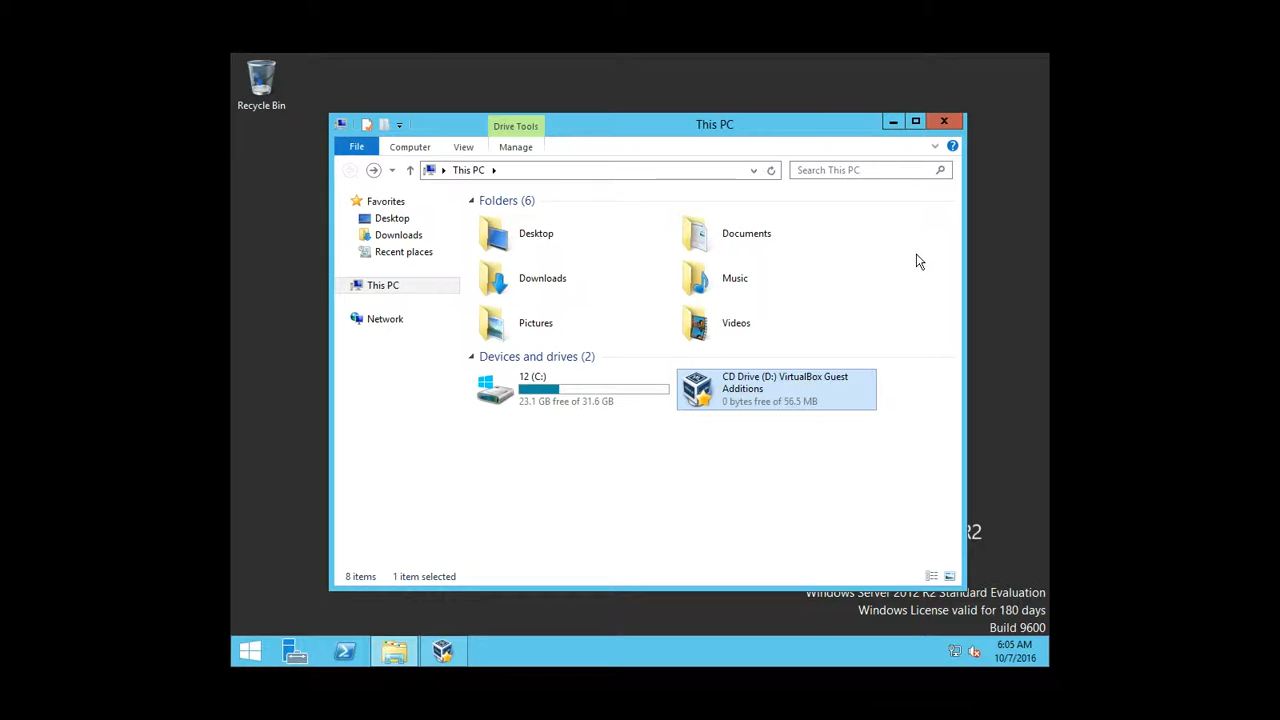 Recycle Bin
Drive Tools
This PC
File
Computer
View
Manage
This PC
Search This PC
Favorites
Desktop
Downloads
Recent places
This PC
Network
Folders (6)
Desktop
Documents
Downloads
Music
Pictures
Videos
Devices and drives (2)
12 (C:)
23.1 GB free of 31.6 GB
CD Drive (D:) VirtualBox Guest
Additions
0 bytes free of 56.5 MB
8 items
1 item selected
R2
Windows Server 2012 R2 Standard Evaluation
Windows License valid for 180 days
Build 9600
6:05 AM
10/7/2016